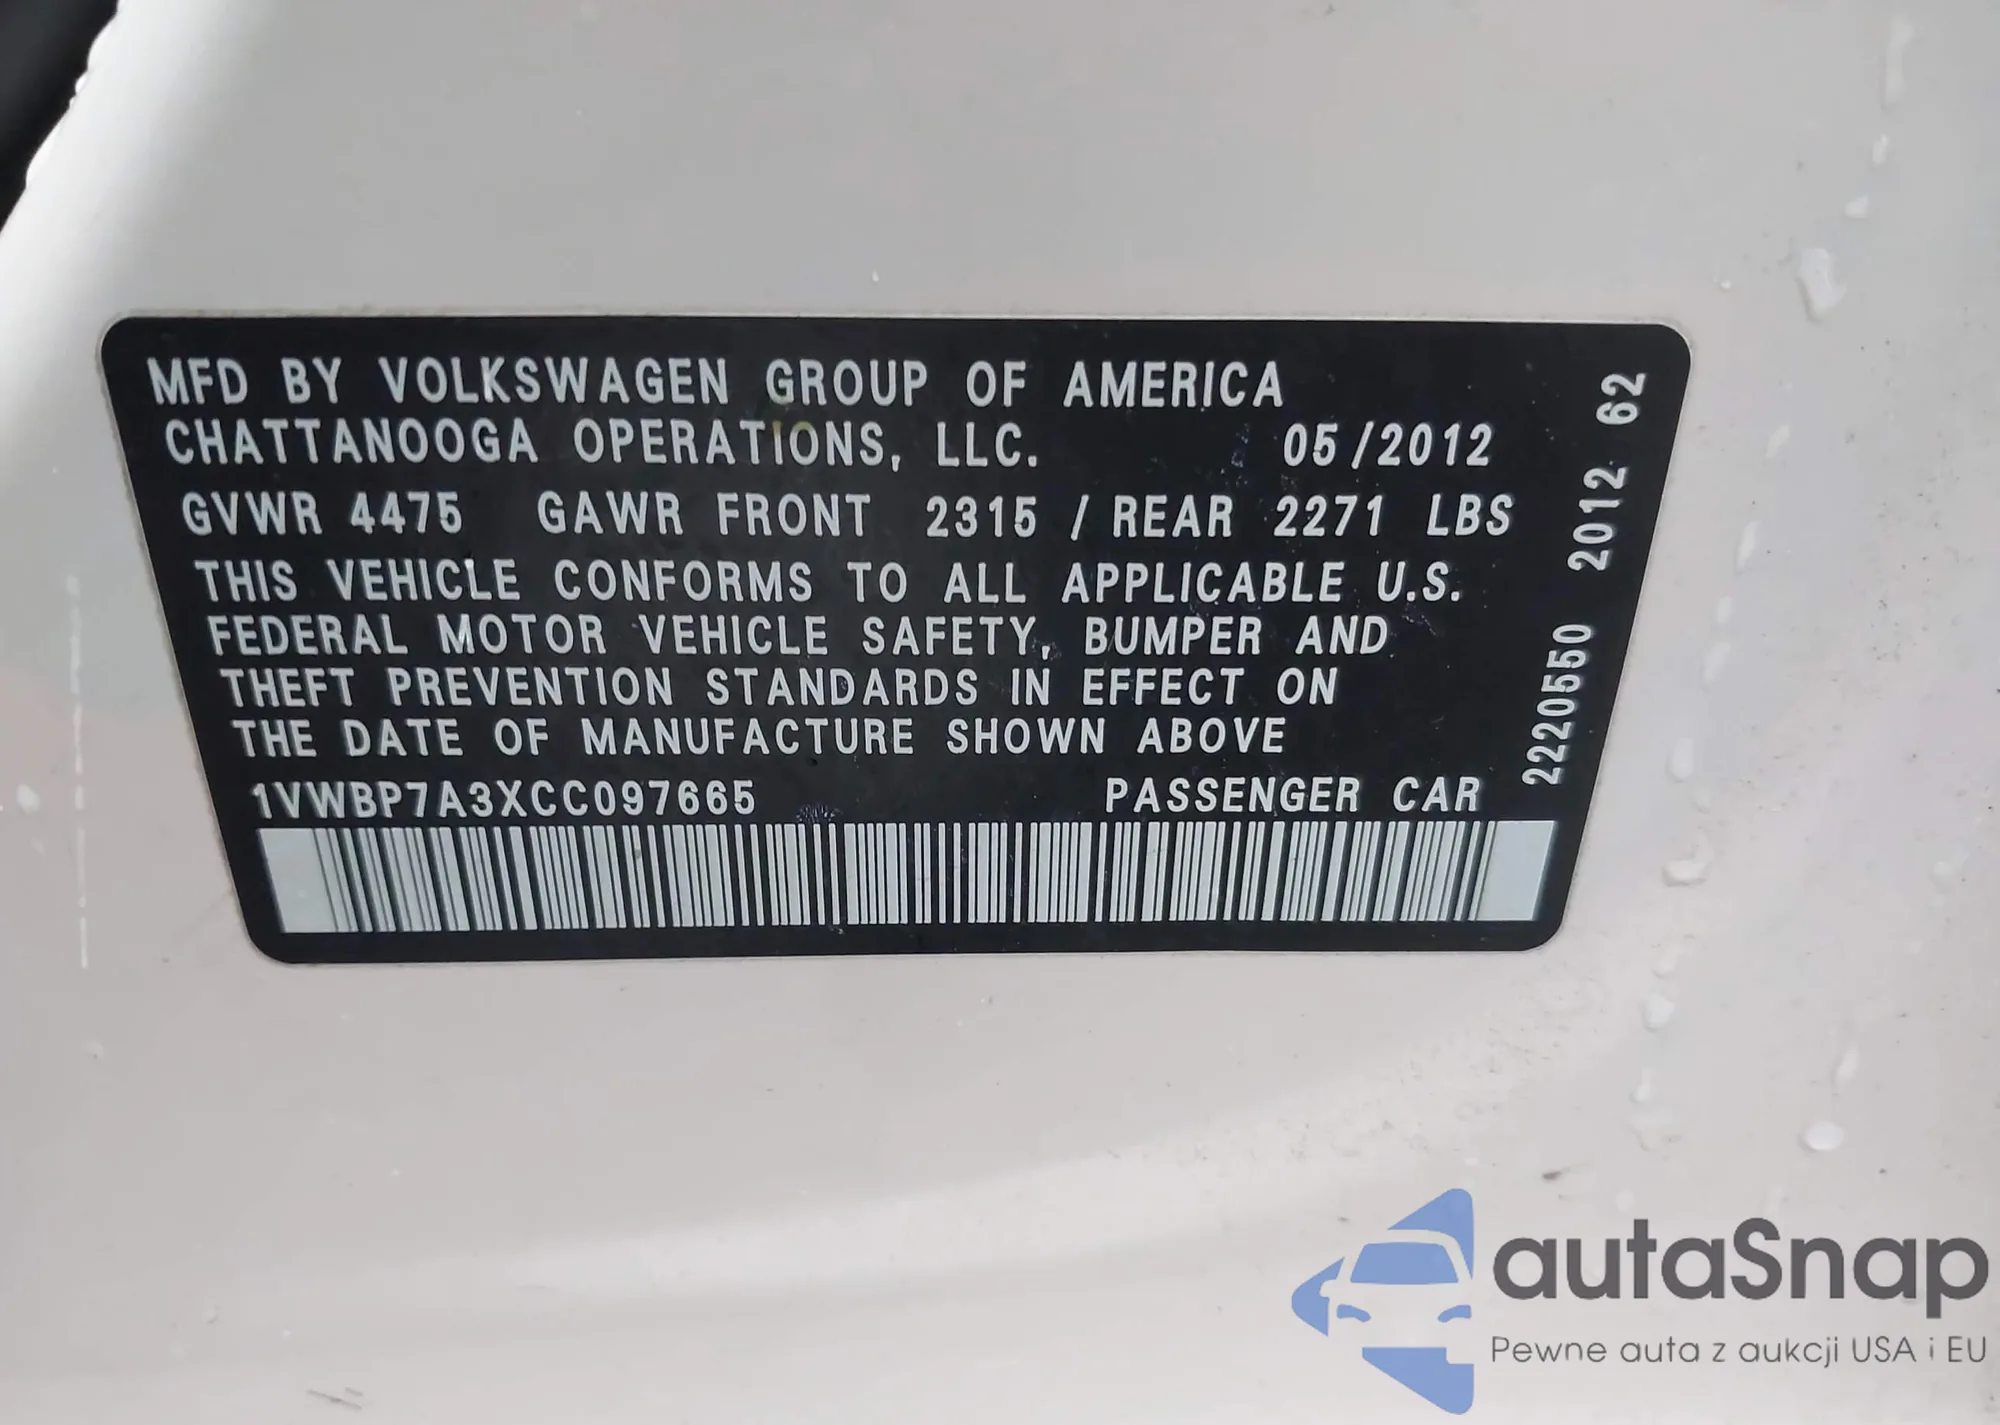 MFD BY VOLKSWAGEN GROUP OF AMERICA
CHATTANOOGA OPERATIONS, LLC. 05/2012
GVWR 4475 GAWR FRONT 2315 / REAR 2271 LBS
THIS VEHICLE CONFORMS TO ALL APPLICABLE U.S.
FEDERAL MOTOR VEHICLE SAFETY, BUMPER AND
THEFT PREVENTION STANDARDS IN EFFECT ON
THE DATE OF MANUFACTURE SHOWN ABOVE
1VWBP7A3XCC097665 PASSENGER CAR
2220550 2012 62
autaSnap
Pewne auta z aukcji USA i EU